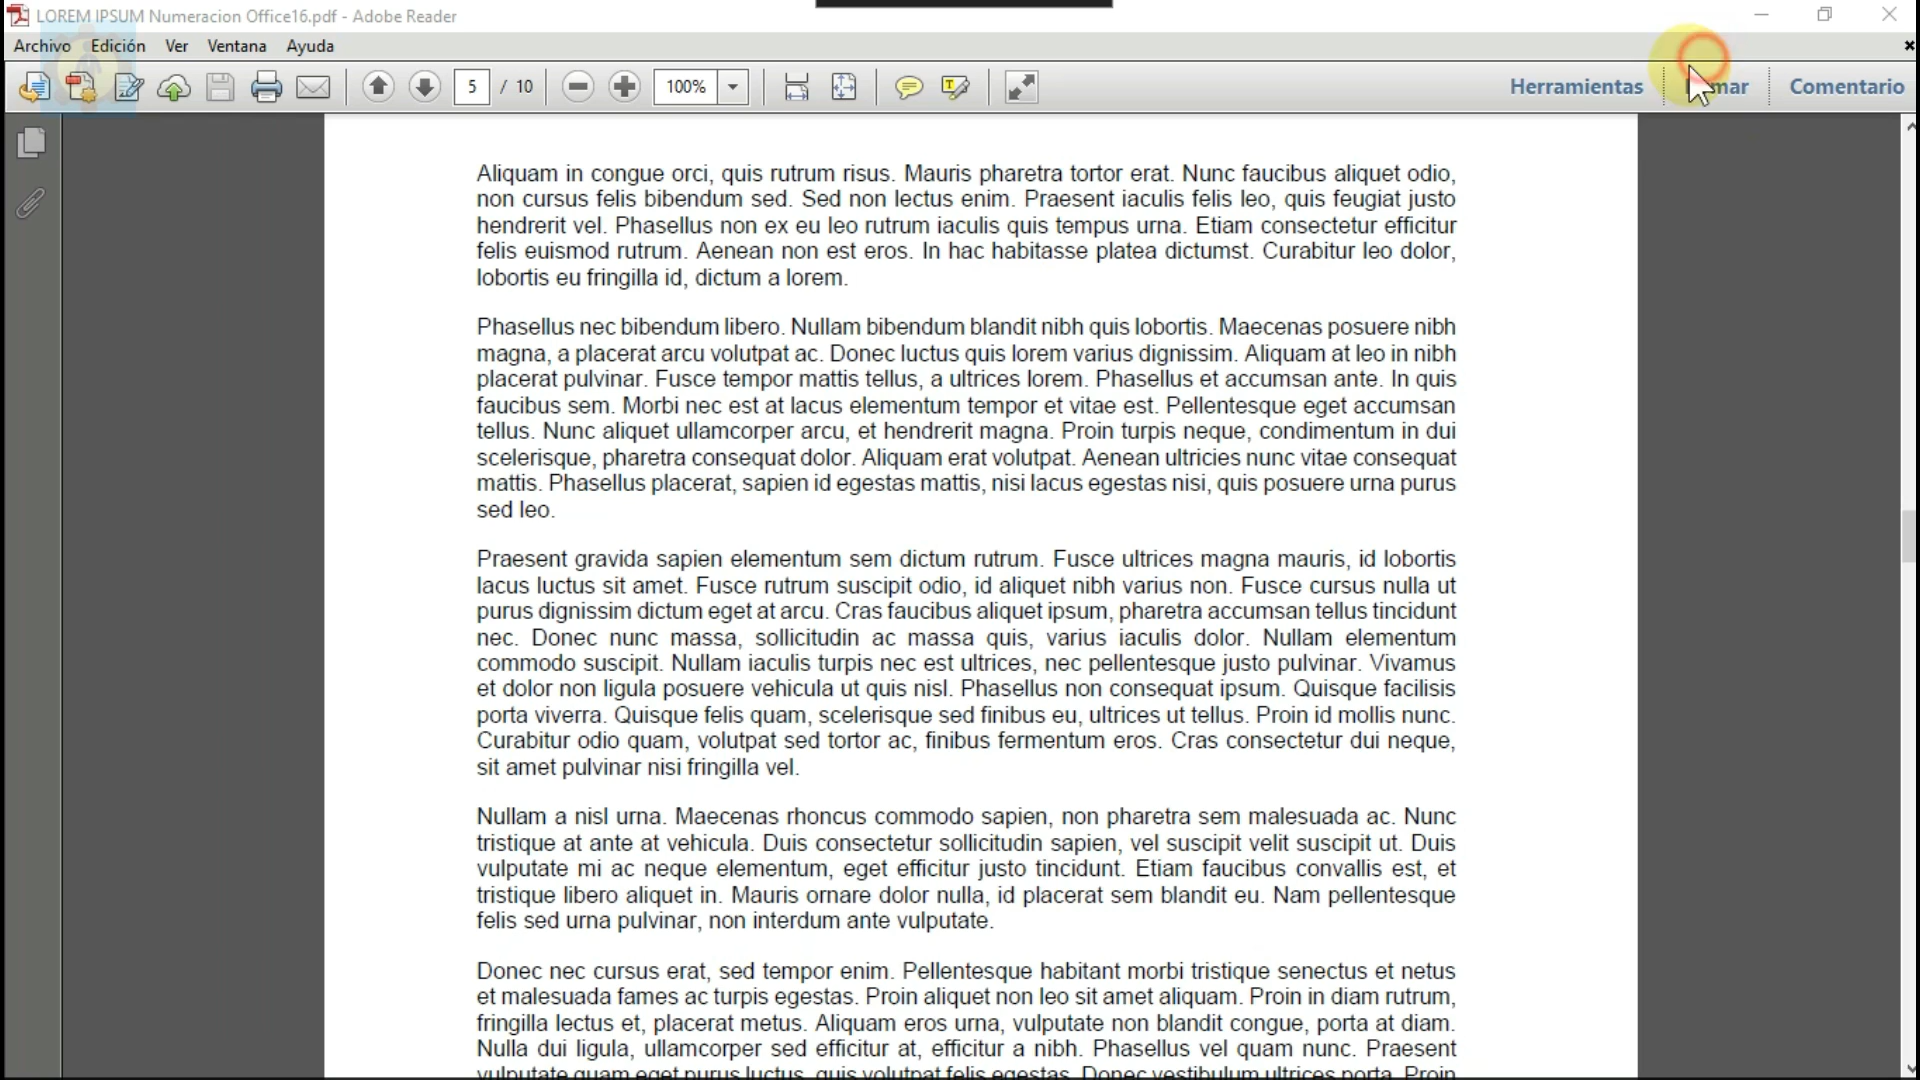 LOREM IPSUM Numeracion Office16.pdf - Adobe Reader
Archivo Edición Ver Ventana Ayuda
5 / 10 100% Herramientas Comentario
Aliquam in congue orci, quis rutrum risus. Mauris pharetra tortor erat. Nunc faucibus aliquet odio,
non cursus felis bibendum sed. Sed non lectus enim. Praesent iaculis felis leo, quis feugiat justo
hendrerit vel. Phasellus non ex eu leo rutrum iaculis quis tempus urna. Etiam consectetur efficitur
felis euismod rutrum. Aenean non est eros. In hac habitasse platea dictumst. Curabitur leo dolor,
lobortis eu fringilla id, dictum a lorem.
Phasellus nec bibendum libero. Nullam bibendum blandit nibh quis lobortis. Maecenas posuere nibh
magna, a placerat arcu volutpat ac. Donec luctus quis lorem varius dignissim. Aliquam at leo in nibh
placerat pulvinar. Fusce tempor mattis tellus, a ultrices lorem. Phasellus et accumsan ante. In quis
faucibus sem. Morbi nec est at lacus elementum tempor et vitae est. Pellentesque eget accumsan
tellus. Nunc aliquet ullamcorper arcu, et hendrerit magna. Proin turpis neque, condimentum in dui
scelerisque, pharetra consequat dolor. Aliquam erat volutpat. Aenean ultricies nunc vitae consequat
mattis. Phasellus placerat, sapien id egestas mattis, nisi lacus egestas nisi, quis posuere urna purus
sed leo.
Praesent gravida sapien elementum sem dictum rutrum. Fusce ultrices magna mauris, id lobortis
lacus luctus sit amet. Fusce rutrum suscipit odio, id aliquet nibh varius non. Fusce cursus nulla ut
purus dignissim dictum eget at arcu. Cras faucibus aliquet ipsum, pharetra accumsan tellus tincidunt
nec. Donec nunc massa, sollicitudin ac massa quis, varius iaculis dolor. Nullam elementum
commodo suscipit. Nullam iaculis turpis nec est ultrices, nec pellentesque justo pulvinar. Vivamus
et dolor non ligula posuere vehicula ut quis nisl. Phasellus non consequat ipsum. Quisque facilisis
porta viverra. Quisque felis quam, scelerisque sed finibus eu, ultrices ut tellus. Proin id mollis nunc.
Curabitur odio quam, volutpat sed tortor ac, finibus fermentum eros. Cras consectetur dui neque,
sit amet pulvinar nisi fringilla vel.
Nullam a nisl urna. Maecenas rhoncus commodo sapien, non pharetra sem malesuada ac. Nunc
tristique at ante at vehicula. Duis consectetur sollicitudin sapien, vel suscipit velit suscipit ut. Duis
vulputate mi ac neque elementum, eget efficitur justo tincidunt. Etiam faucibus convallis est, et
tristique libero aliquet in. Mauris ornare dolor nulla, id placerat sem blandit eu. Nam pellentesque
felis sed urna pulvinar, non interdum ante vulputate.
Donec nec cursus erat, sed tempor enim. Pellentesque habitant morbi tristique senectus et netus
et malesuada fames ac turpis egestas. Proin aliquet non leo sit amet aliquam. Proin in diam rutrum,
fringilla lectus et, placerat metus. Aliquam eros urna, vulputate non blandit congue, porta at diam.
Nulla dui ligula, ullamcorper sed efficitur at, efficitur a nibh. Phasellus vel quam nunc. Praesent
vulputate quam eget purus luctus, quis volutpat felis egestas. Donec vestibulum ultrices porta. Proin